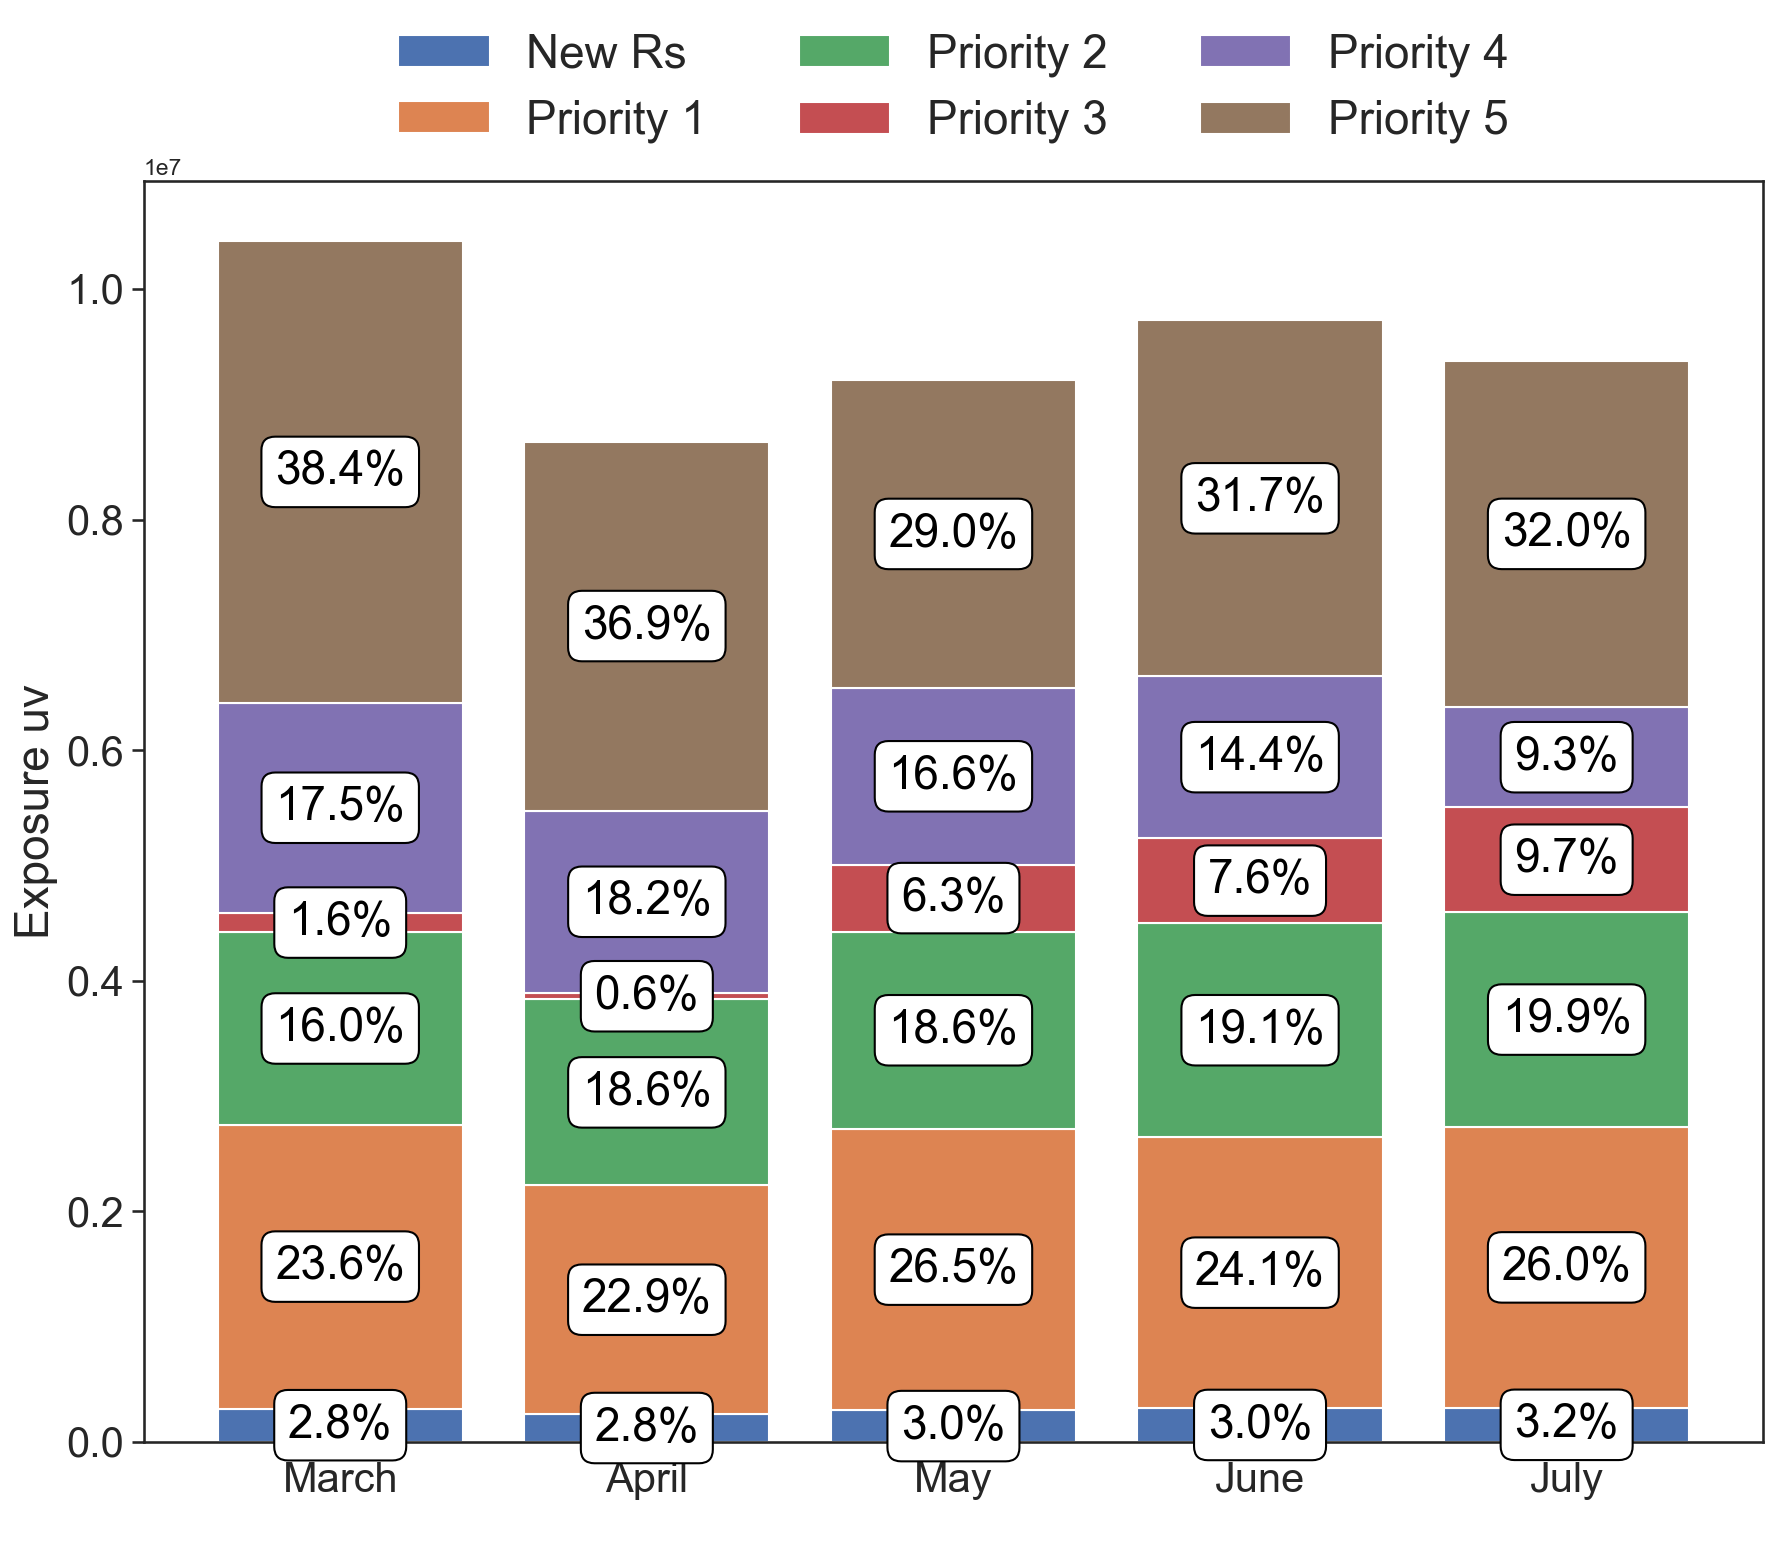 New Rs
Priority 1
Priority 2
Priority 3
Priority 4
Priority 5
1e7
Exposure uv
1.0
0.8
0.6
0.4
0.2
0.0
38.4%
17.5%
1.6%
16.0%
23.6%
2.8%
36.9%
18.2%
0.6%
18.6%
22.9%
2.8%
29.0%
16.6%
6.3%
18.6%
26.5%
3.0%
31.7%
14.4%
7.6%
19.1%
24.1%
3.0%
32.0%
9.3%
9.7%
19.9%
26.0%
3.2%
March
April
May
June
July